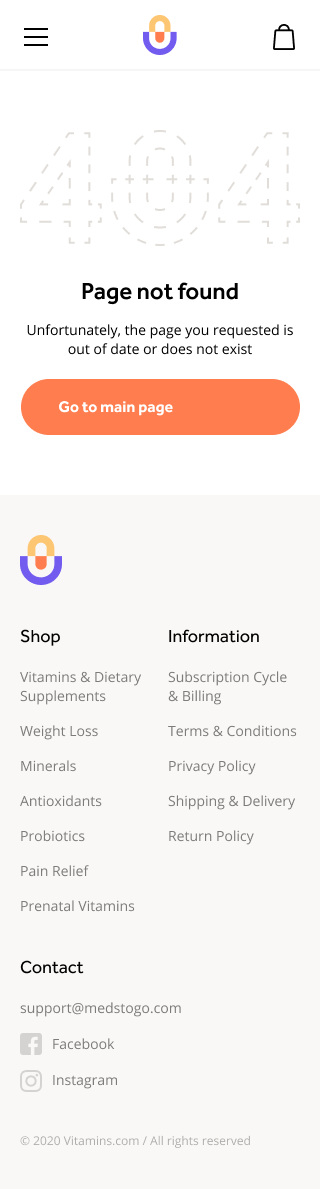 404
Page not found
Unfortunately, the page you requested is
out of date or does not exist
Go to main page
Shop
Vitamins & Dietary
Supplements
Weight Loss
Minerals
Antioxidants
Probiotics
Pain Relief
Prenatal Vitamins
Information
Subscription Cycle
& Billing
Terms & Conditions
Privacy Policy
Shipping & Delivery
Return Policy
Contact
support@medstogo.com
Facebook
Instagram
© 2020 Vitamins.com / All rights reserved